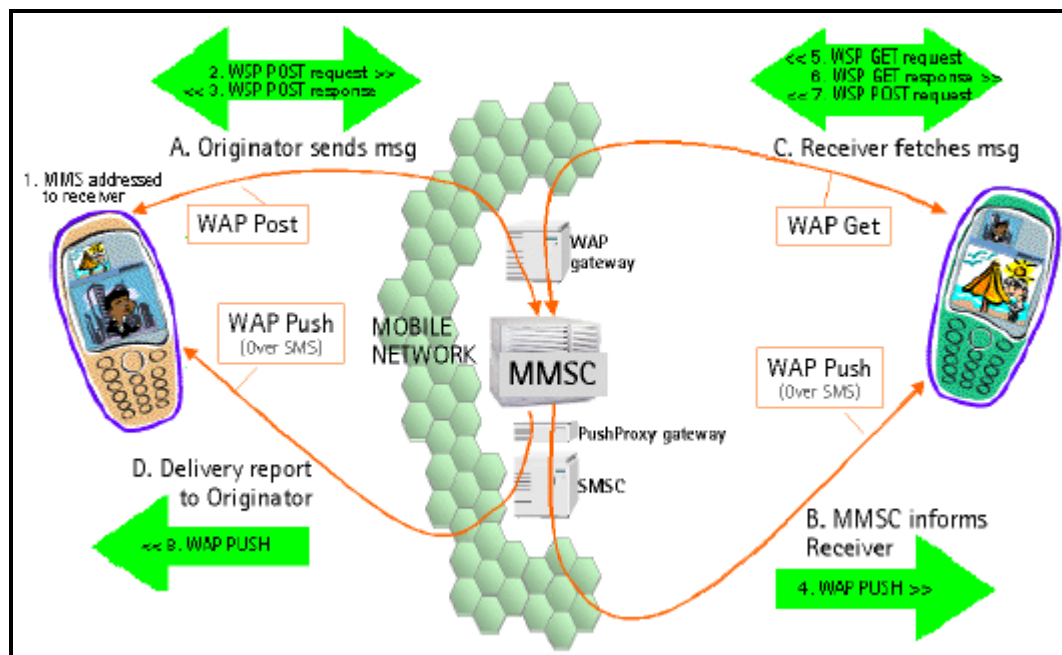 2. WSP POST request >>
<< 3. WSP POST response
<< 5. WSP GET request
6. WSP GET response >>
<< 7. WSP POST request
A. Originator sends msg
C. Receiver fetches msg
1. MMS addressed
to receiver
WAP Post
WAP Get
WAP
gateway
MOBILE
NETWORK
WAP Push
(Over SMS)
MMSC
WAP Push
(Over SMS)
PushProxy gateway
SMSC
D. Delivery report
to Originator
<< 8. WAP PUSH
B. MMSC informs
Receiver
4. WAP PUSH >>